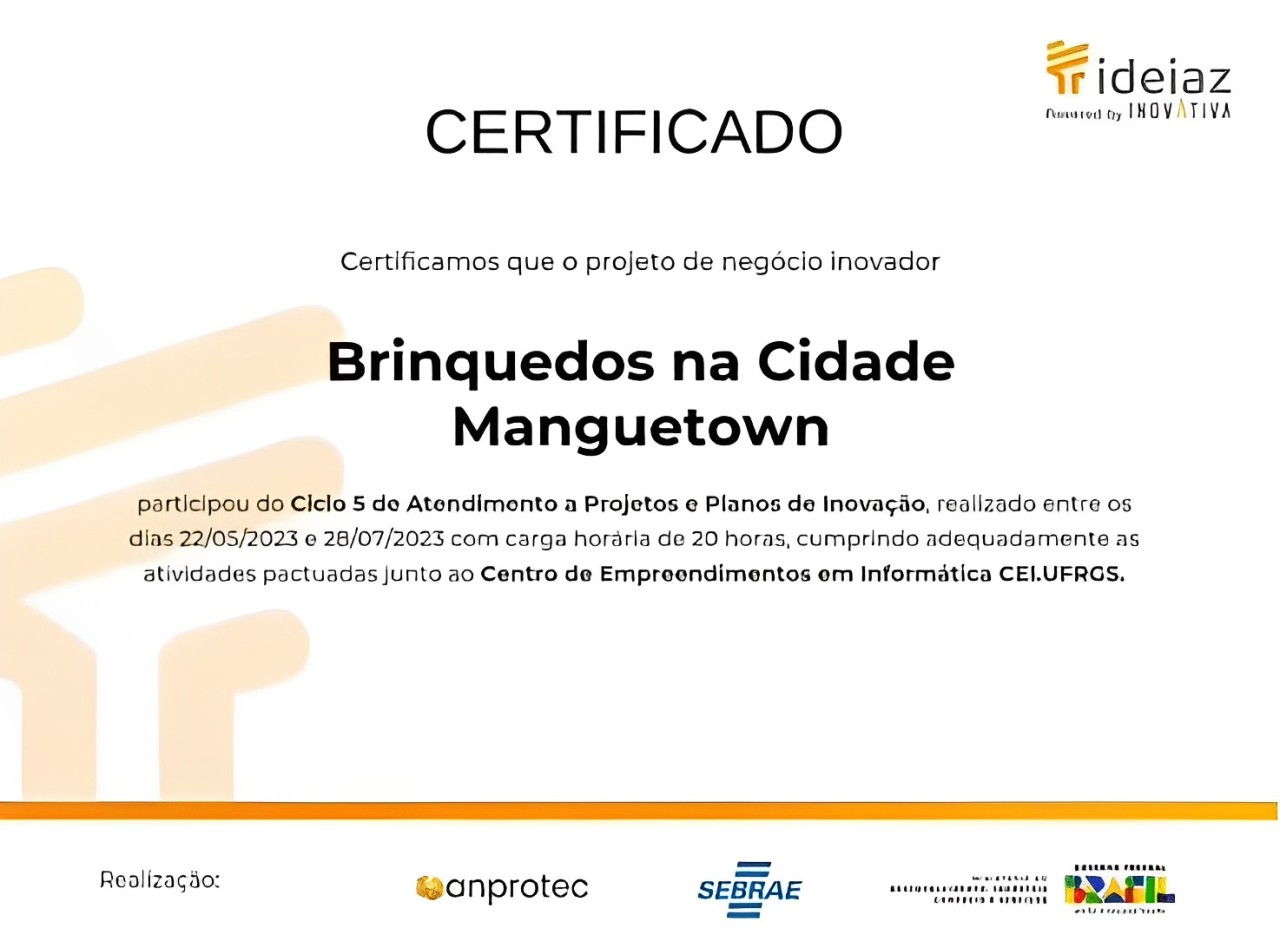 ideiaz
Powered by INOVATIVA
CERTIFICADO
Certificamos que o projeto de negócio inovador
Brinquedos na Cidade
Manguetown
participou do Ciclo 5 de Atendimento a Projetos e Planos de Inovação, realizado entre os
dias 22/05/2023 e 28/07/2023 com carga horária de 20 horas, cumprindo adequadamente as
atividades pactuadas junto ao Centro de Empreendimentos em Informática CEI.UFRGS.
Realização:
anprotec
SEBRAE
GOVERNO FEDERAL
BRASIL